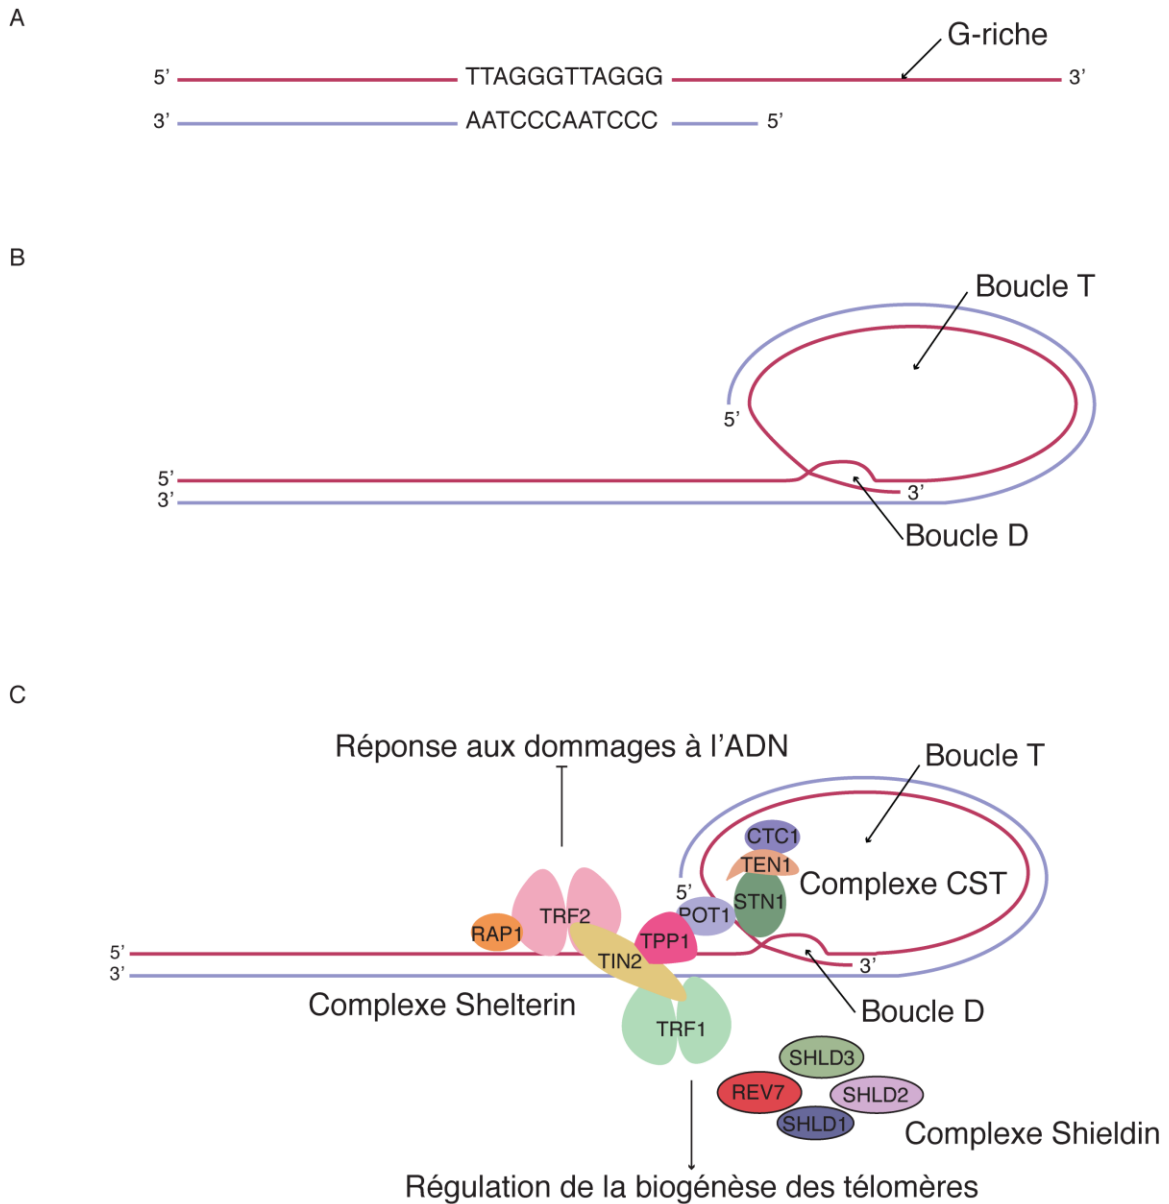 A
G-riche
5’ TTAGGGTTAGGG 3’
3’ AATCCCAATCCC 5’
B
Boucle T
5’
5’
3’
3’
Boucle D
C
Réponse aux dommages à l’ADN
Boucle T
CTC1
TEN1
Complexe CST
5’
STN1
POT1
RAP1
TRF2
TPP1
5’
TIN2
3’
3’
Complexe Shelterin
Boucle D
TRF1
SHLD3
REV7
SHLD2
SHLD1
Complexe Shieldin
Régulation de la biogénèse des télomères